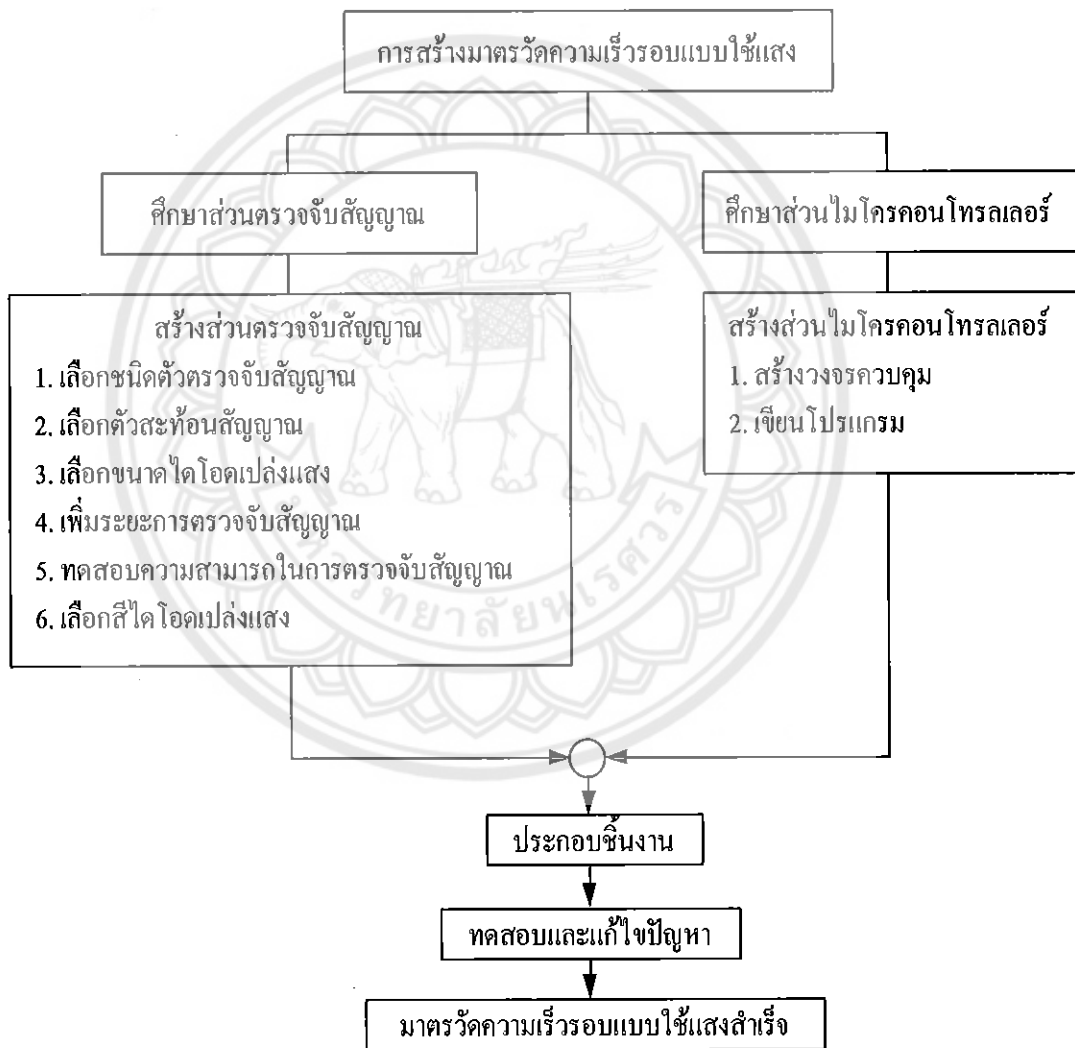 การสร้างมาตรวัดความเร็วรอบแบบใช้แสง
ศึกษาส่วนตรวจจับสัญญาณ
ศึกษาส่วนไมโครคอนโทรลเลอร์
สร้างส่วนตรวจจับสัญญาณ
1. เลือกชนิดตัวตรวจจับสัญญาณ
2. เลือกตัวสะท้อนสัญญาณ
3. เลือกขนาดไดโอดเปล่งแสง
4. เพิ่มระยะการตรวจจับสัญญาณ
5. ทดสอบความสามารถในการตรวจจับสัญญาณ
6. เลือกสีไดโอดเปล่งแสง
สร้างส่วนไมโครคอนโทรลเลอร์
1. สร้างวงจรควบคุม
2. เขียนโปรแกรม
มหาวิทยาลัยนเรศวร
ประกอบชิ้นงาน
ทดสอบและแก้ไขปัญหา
มาตรวัดความเร็วรอบแบบใช้แสงสำเร็จ